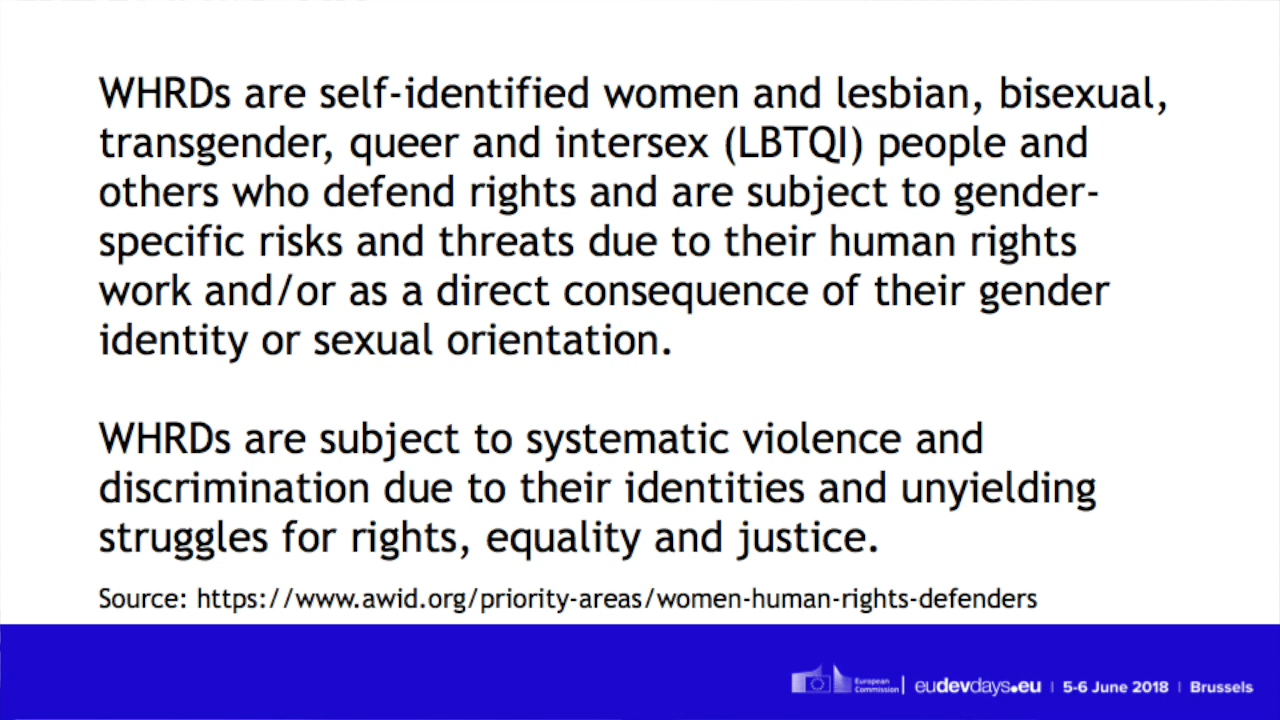 WHRDs are self-identified women and lesbian, bisexual,
transgender, queer and intersex (LBTQI) people and
others who defend rights and are subject to gender-
specific risks and threats due to their human rights
work and/or as a direct consequence of their gender
identity or sexual orientation.
WHRDs are subject to systematic violence and
discrimination due to their identities and unyielding
struggles for rights, equality and justice.
Source: https://www.awid.org/priority-areas/women-human-rights-defenders
European
Commission | eudevdays.eu | 5-6 June 2018 | Brussels